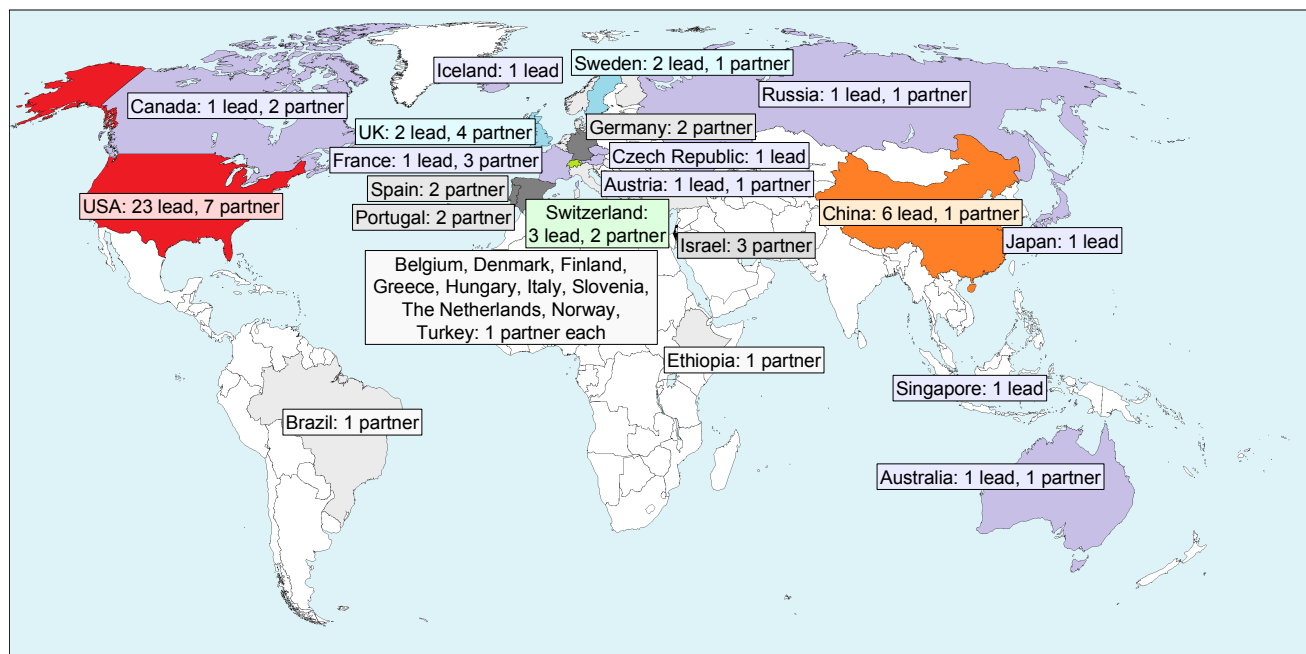 Iceland: 1 lead
Sweden: 2 lead, 1 partner
Canada: 1 lead, 2 partner
Russia: 1 lead, 1 partner
UK: 2 lead, 4 partner
Germany: 2 partner
France: 1 lead, 3 partner
Czech Republic: 1 lead
Spain: 2 partner
Austria: 1 lead, 1 partner
USA: 23 lead, 7 partner
Portugal: 2 partner
Switzerland:
3 lead, 2 partner
China: 6 lead, 1 partner
Israel: 3 partner
Japan: 1 lead
Belgium, Denmark, Finland,
Greece, Hungary, Italy, Slovenia,
The Netherlands, Norway,
Turkey: 1 partner each
Ethiopia: 1 partner
Singapore: 1 lead
Brazil: 1 partner
Australia: 1 lead, 1 partner